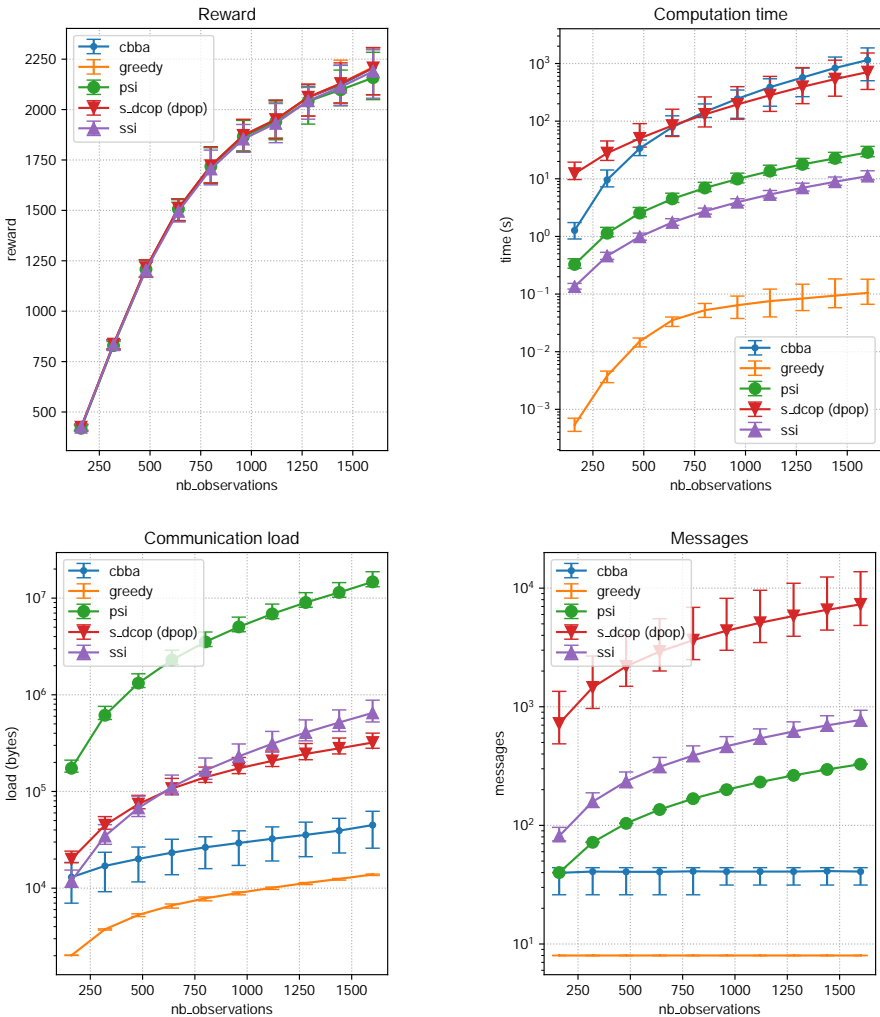 Reward
cbba
greedy
psi
s_dcop (dpop)
ssi
2250
2000
1750
1500
1250
1000
750
500
reward
250
500
750
1000
1250
1500
nb_observations
Computation time
10³
10²
10¹
10⁰
10⁻¹
10⁻²
10⁻³
time (s)
cbba
greedy
psi
s_dcop (dpop)
ssi
250
500
750
1000
1250
1500
nb_observations
Communication load
cbba
greedy
psi
s_dcop (dpop)
ssi
10⁷
10⁶
10⁵
10⁴
load (bytes)
250
500
750
1000
1250
1500
nb_observations
Messages
cbba
greedy
psi
s_dcop (dpop)
ssi
10⁴
10³
10²
10¹
messages
250
500
750
1000
1250
1500
nb_observations